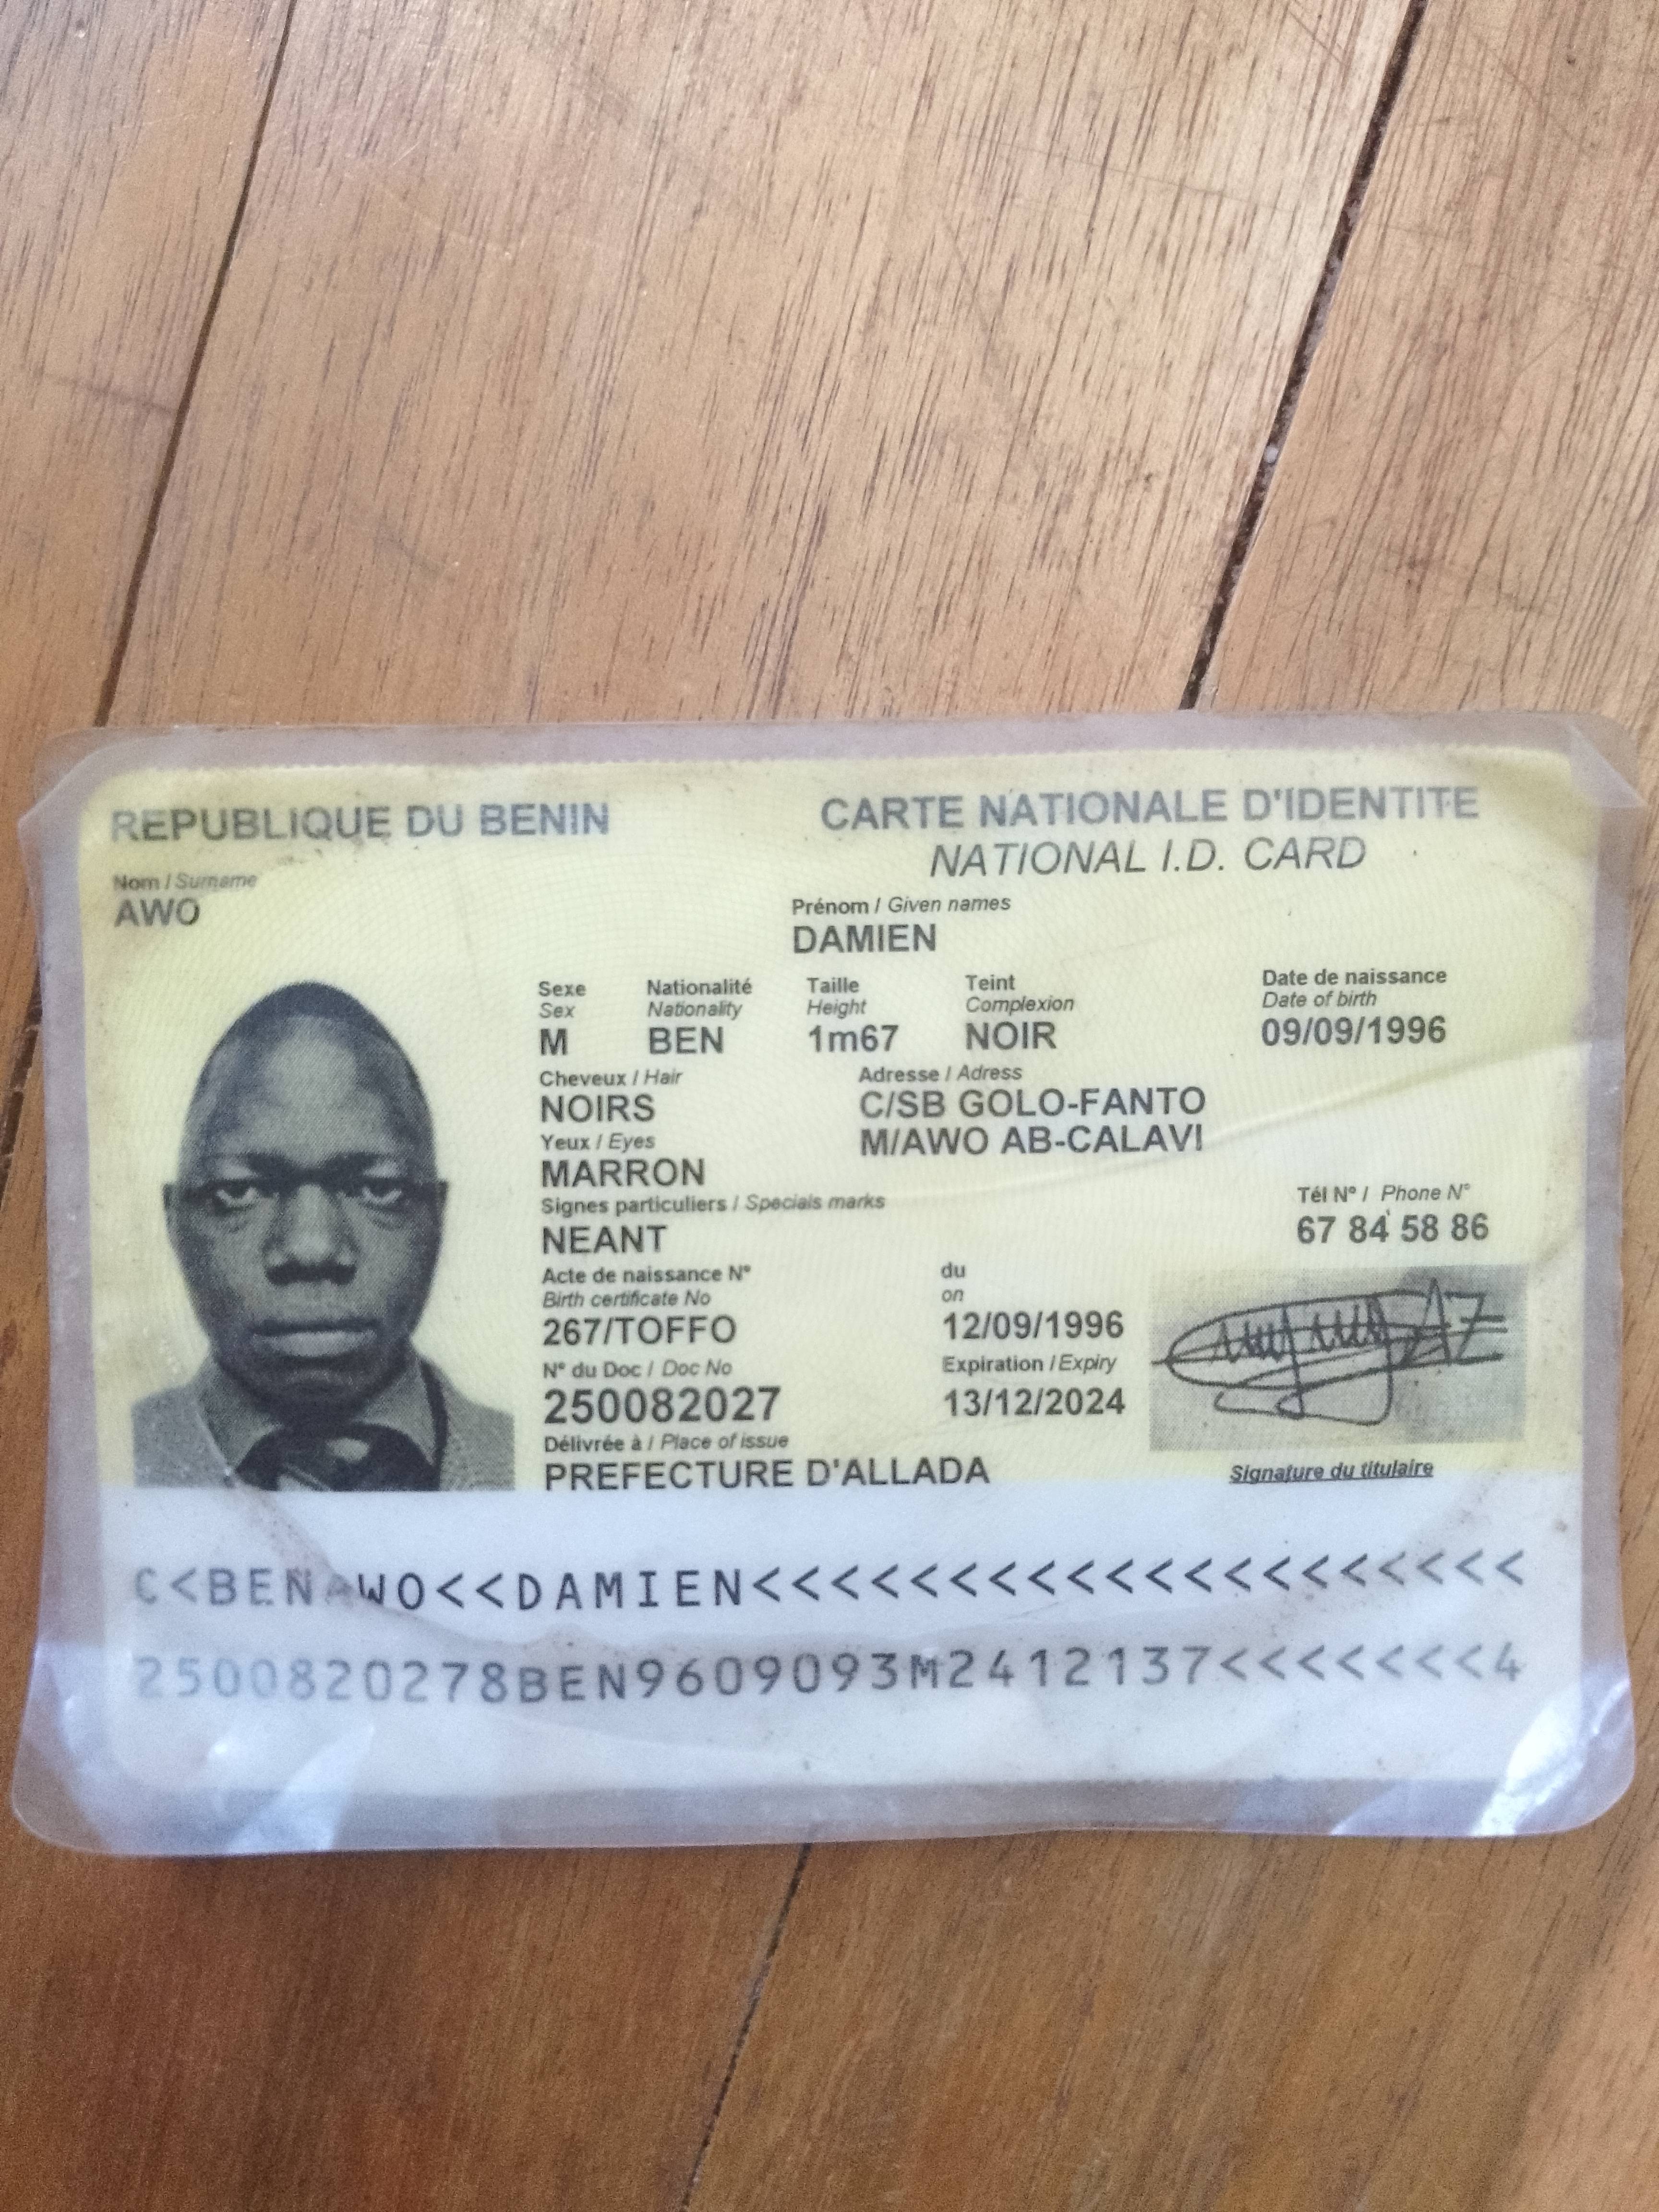 REPUBLIQUE DU BENIN
CARTE NATIONALE D'IDENTITE
NATIONAL I.D. CARD
Nom / Surname
AWO
Prénom / Given names
DAMIEN
Sexe Nationalité Taille Teint Date de naissance
Sex Nationality Height Complexion Date of birth
M BEN 1m67 NOIR 09/09/1996
Cheveux / Hair Adresse / Adress
NOIRS C/SB GOLO-FANTO
Yeux / Eyes M/AWO AB-CALAVI
MARRON
Signes particuliers / Specials marks Tél N° / Phone N°
NEANT 67 84 58 86
Acte de naissance N° du
Birth certificate No on
267/TOFFO 12/09/1996
N° du Doc / Doc No Expiration / Expiry
250082027 13/12/2024
Délivrée à / Place of issue
PREFECTURE D'ALLADA Signature du titulaire
C<BENAWO<<DAMIEN<<<<<<<<<<<<<<<<<<<<
2500820278BEN9609093M2412137<<<<<<<4